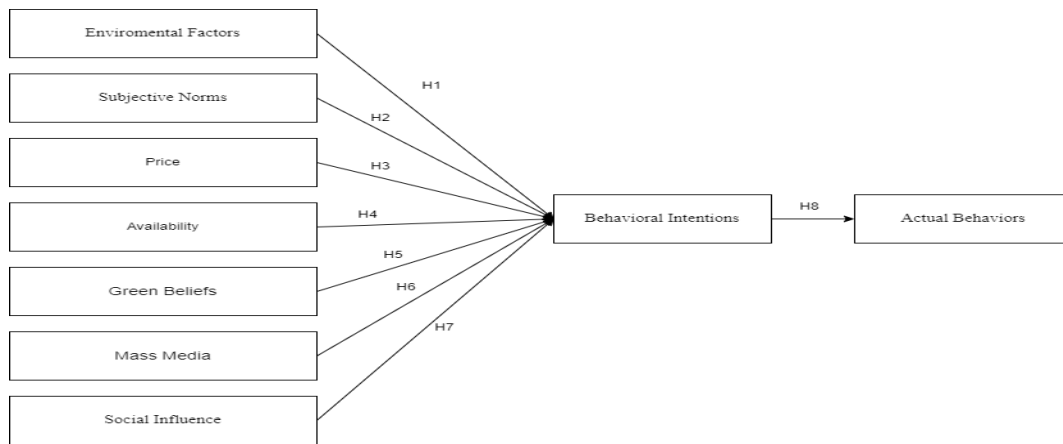 Enviromental Factors
H1
Subjective Norms
H2
Price
H3
Availability
H4
Behavioral Intentions
H8
Actual Behaviors
Green Beliefs
H5
H6
Mass Media
H7
Social Influence